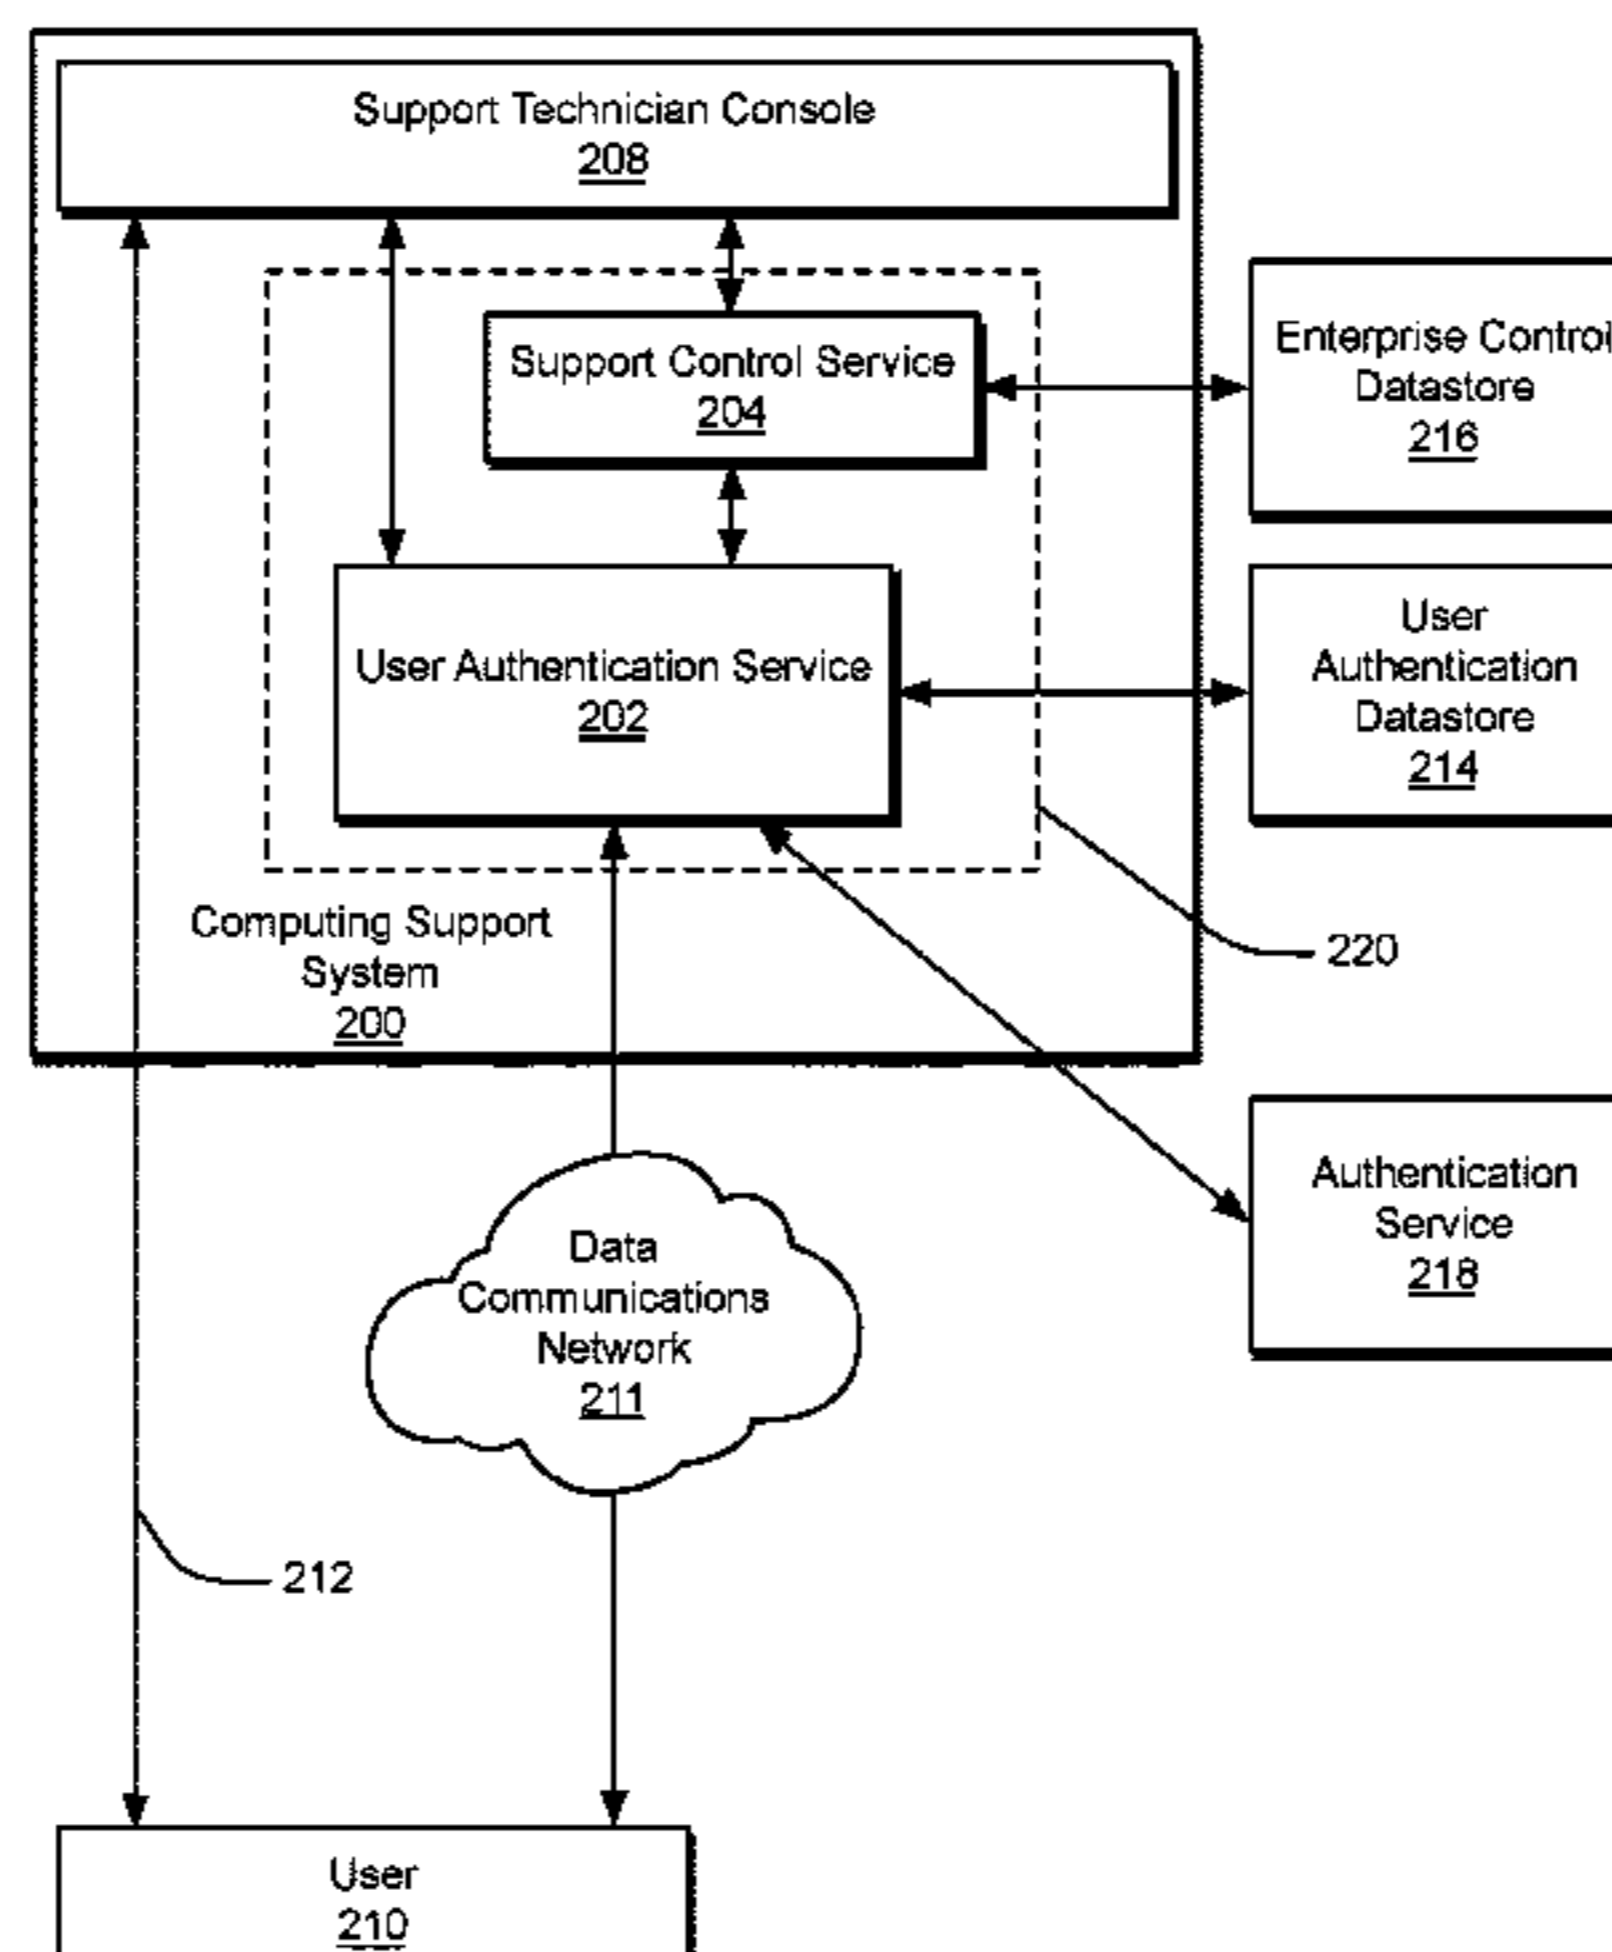 Support Technician Console
208
Support Control Service
204
Enterprise Control
Datastore
216
User Authentication Service
202
User
Authentication
Datastore
214
Computing Support
System
200
220
Authentication
Service
218
Data
Communications
Network
211
212
User
210